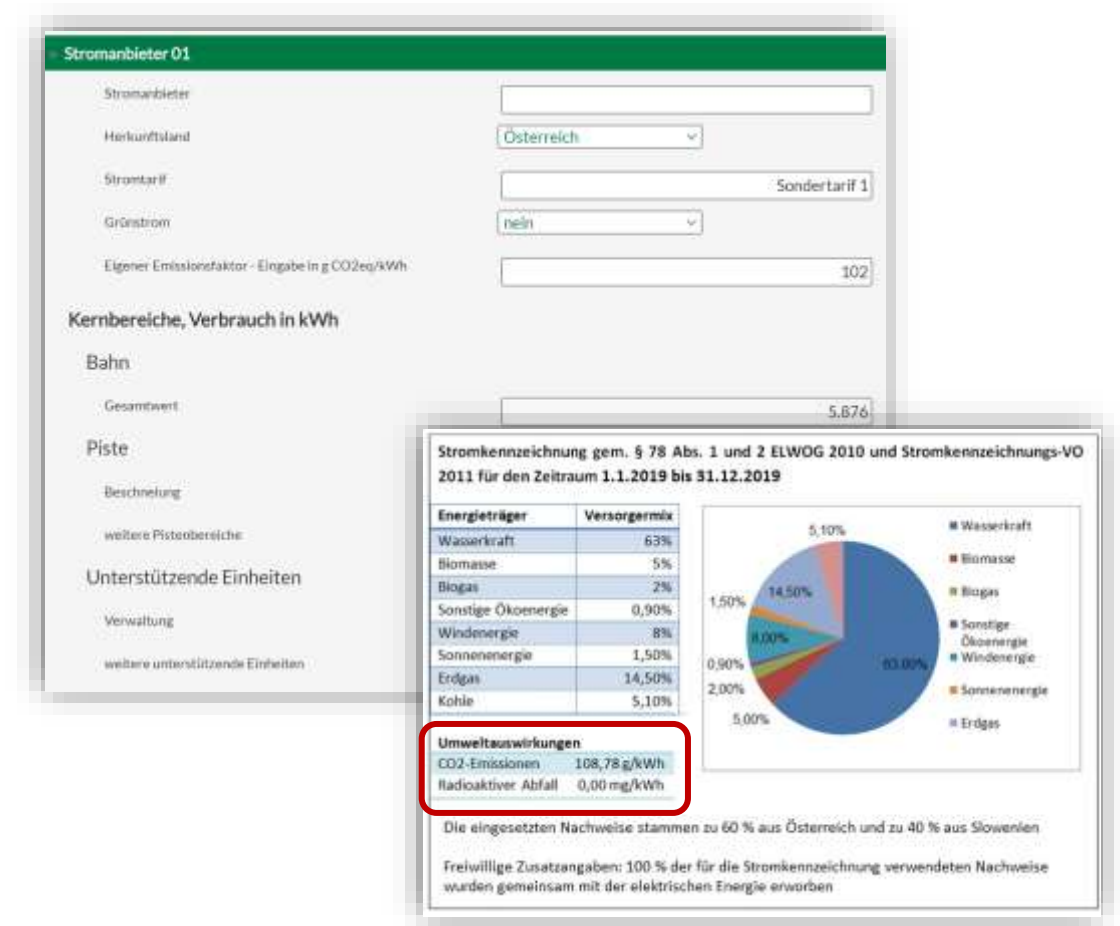 Stromanbieter 01
Stromanbieter
Herkunftsland
Österreich
Stromtarif
Sondertarif 1
Grünstrom
nein
Eigener Emissionsfaktor - Eingabe in g CO2eq/kWh
102
Kernbereiche, Verbrauch in kWh
Bahn
Gesamtwert
5.876
Piste
Beschneiung
weitere Pistenbereiche
Unterstützende Einheiten
Verwaltung
weitere unterstützende Einheiten
Stromkennzeichnung gem. § 78 Abs. 1 und 2 ELWOG 2010 und Stromkennzeichnungs-VO
2011 für den Zeitraum 1.1.2019 bis 31.12.2019
Energieträger Versorgermix
Wasserkraft 63%
Biomasse 5%
Biogas 2%
Sonstige Ökoenergie 0,90%
Windenergie 8%
Sonnenenergie 1,50%
Erdgas 14,50%
Kohle 5,10%
5,10%
14,50%
1,50%
8,00%
0,90%
63,00%
2,00%
5,00%
Wasserkraft
Biomasse
Biogas
Sonstige
Ökoenergie
Windenergie
Sonnenenergie
Erdgas
Umweltauswirkungen
CO2-Emissionen 108,78 g/kWh
Radioaktiver Abfall 0,00 mg/kWh
Die eingesetzten Nachweise stammen zu 60 % aus Österreich und zu 40 % aus Slowenien
Freiwillige Zusatzangaben: 100 % der für die Stromkennzeichnung verwendeten Nachweise
wurden gemeinsam mit der elektrischen Energie erworben